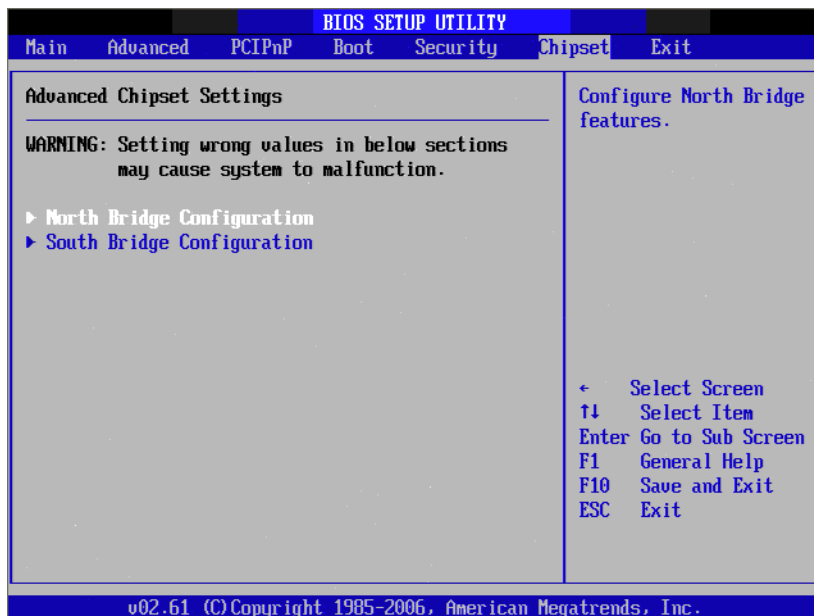 BIOS SETUP UTILITY
Main Advanced PCIPnP Boot Security Chipset Exit
Advanced Chipset Settings
WARNING: Setting wrong values in below sections
may cause system to malfunction.
▶ North Bridge Configuration
▶ South Bridge Configuration
Configure North Bridge
features.
← Select Screen
↑↓ Select Item
Enter Go to Sub Screen
F1 General Help
F10 Save and Exit
ESC Exit
v02.61 (C)Copyright 1985-2006, American Megatrends, Inc.